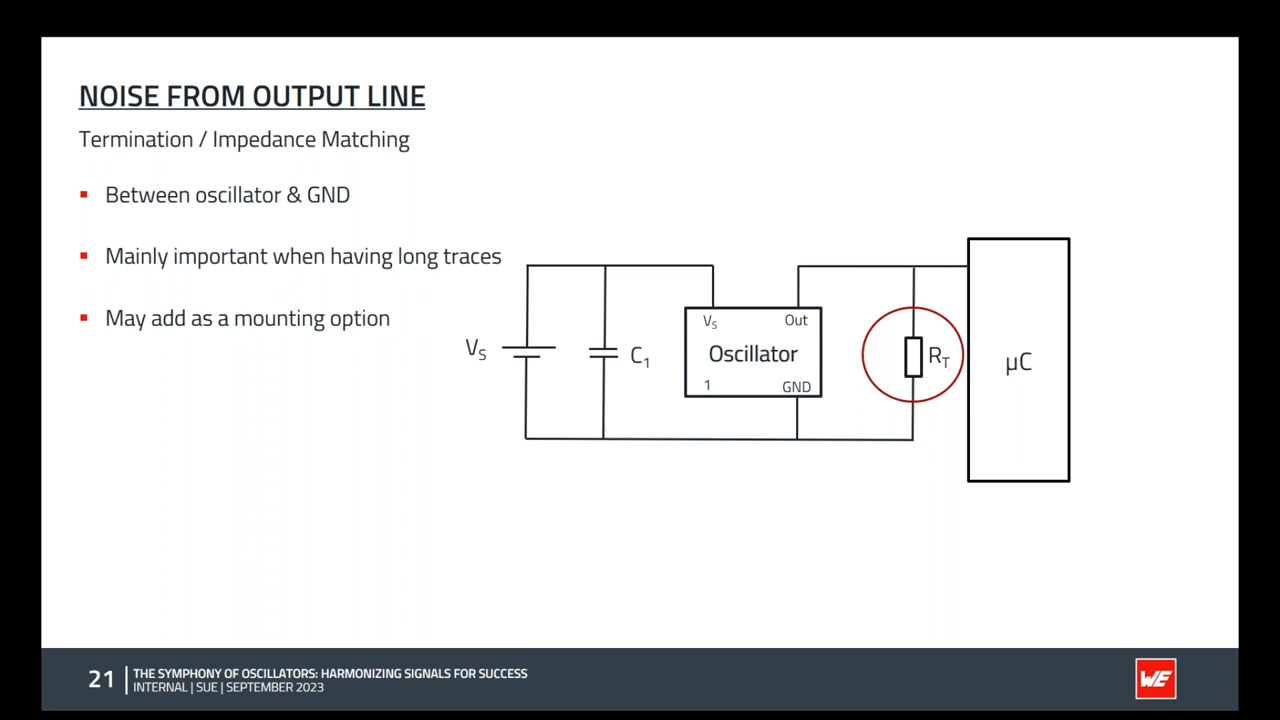 NOISE FROM OUTPUT LINE
Termination / Impedance Matching
Between oscillator & GND
Mainly important when having long traces
May add as a mounting option
VS
C1
VS
Out
Oscillator
1
GND
RT
µC
21
THE SYMPHONY OF OSCILLATORS: HARMONIZING SIGNALS FOR SUCCESS
INTERNAL | SUE | SEPTEMBER 2023
WE